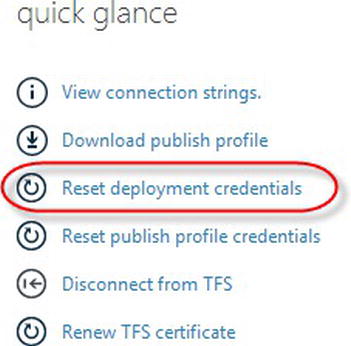 quick glance
View connection strings.
Download publish profile
Reset deployment credentials
Reset publish profile credentials
Disconnect from TFS
Renew TFS certificate